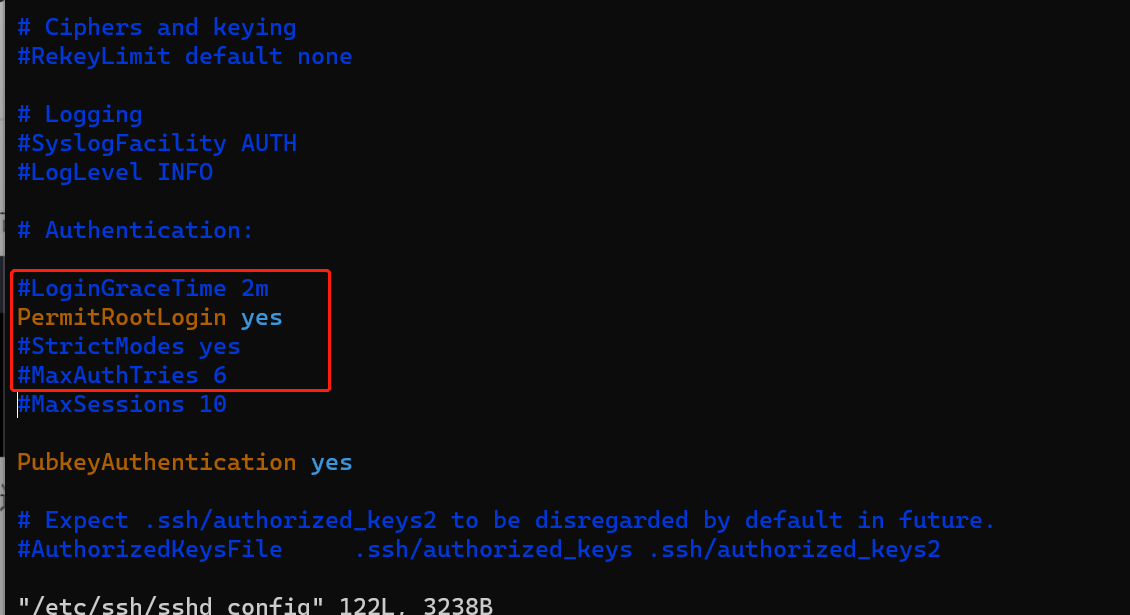 # Ciphers and keying
#RekeyLimit default none
# Logging
#SyslogFacility AUTH
#LogLevel INFO
# Authentication:
#LoginGraceTime 2m
PermitRootLogin yes
#StrictModes yes
#MaxAuthTries 6
#MaxSessions 10
PubkeyAuthentication yes
# Expect .ssh/authorized_keys2 to be disregarded by default in future.
#AuthorizedKeysFile     .ssh/authorized_keys .ssh/authorized_keys2
"/etc/ssh/sshd_config" 122L, 3238B